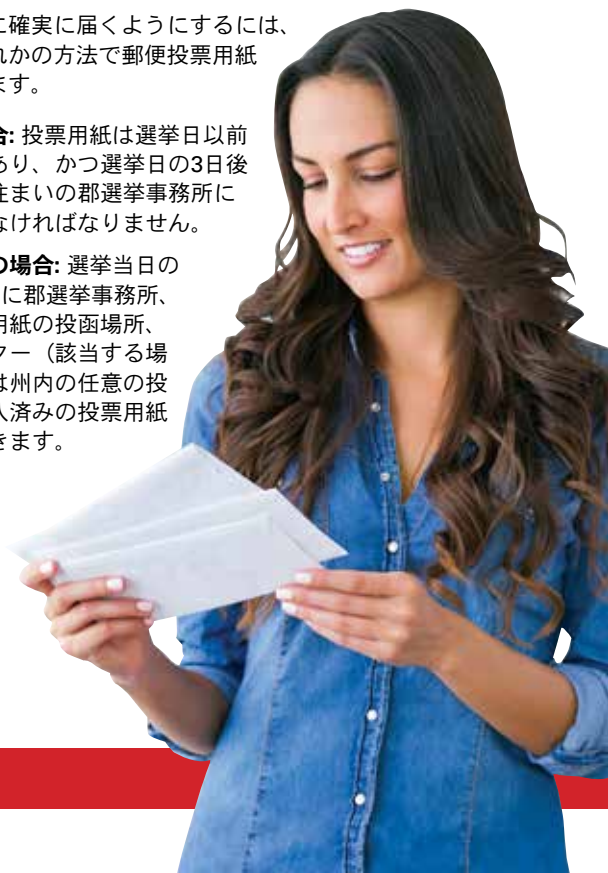 に確実に届くようにするには、
れかの方法で郵便投票用紙
ます。
合: 投票用紙は選挙日以前
あり、かつ選挙日の3日後
住まいの郡選挙事務所に
なければなりません。
の場合: 選挙当日の
に郡選挙事務所、
用紙の投函場所、
ター（該当する場
は州内の任意の投
入済みの投票用紙
きます。